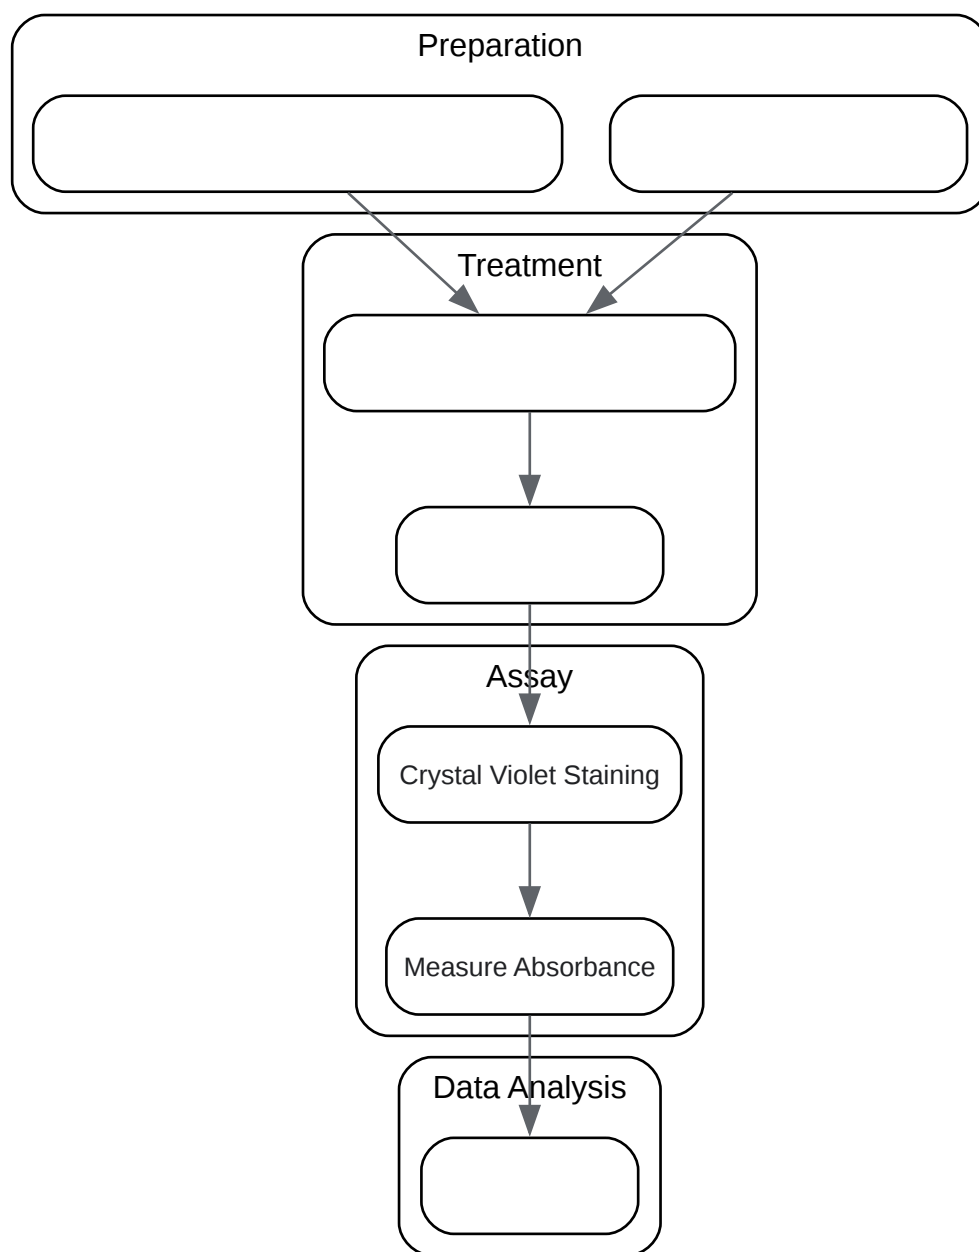 Preparation
Treatment
Assay
Crystal Violet Staining
Measure Absorbance
Data Analysis